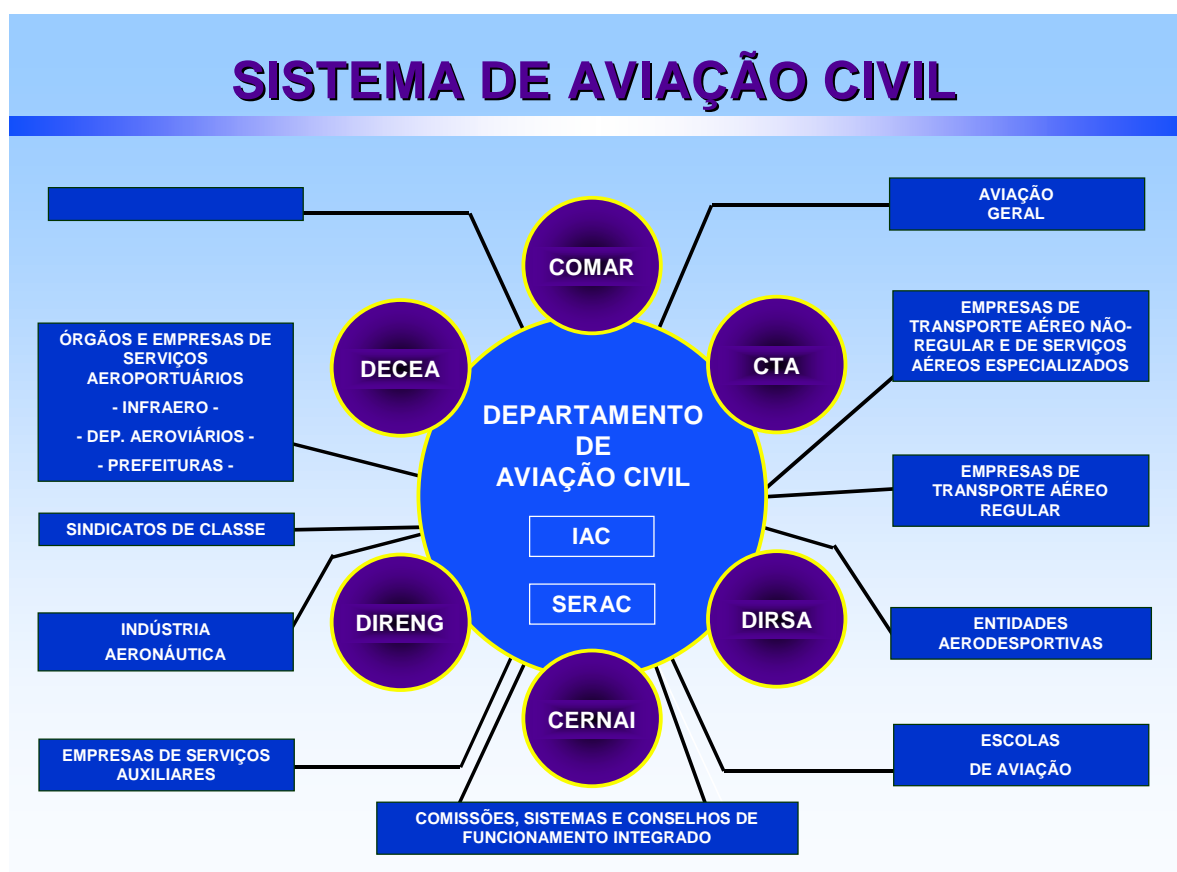 SISTEMA DE AVIAÇÃO CIVIL
AVIAÇÃO
GERAL
COMAR
EMPRESAS DE
TRANSPORTE AÉREO NÃO-
REGULAR E DE SERVIÇOS
AÉREOS ESPECIALIZADOS
ÓRGÃOS E EMPRESAS DE
SERVIÇOS
AEROPORTUÁRIOS
- INFRAERO -
- DEP. AEROVIÁRIOS -
- PREFEITURAS -
DECEA
CTA
DEPARTAMENTO
DE
AVIAÇÃO CIVIL
IAC
SERAC
EMPRESAS DE
TRANSPORTE AÉREO
REGULAR
SINDICATOS DE CLASSE
DIRENG
DIRSA
INDÚSTRIA
AERONÁUTICA
ENTIDADES
AERODESPORTIVAS
CERNAI
EMPRESAS DE SERVIÇOS
AUXILIARES
ESCOLAS
DE AVIAÇÃO
COMISSÕES, SISTEMAS E CONSELHOS DE
FUNCIONAMENTO INTEGRADO